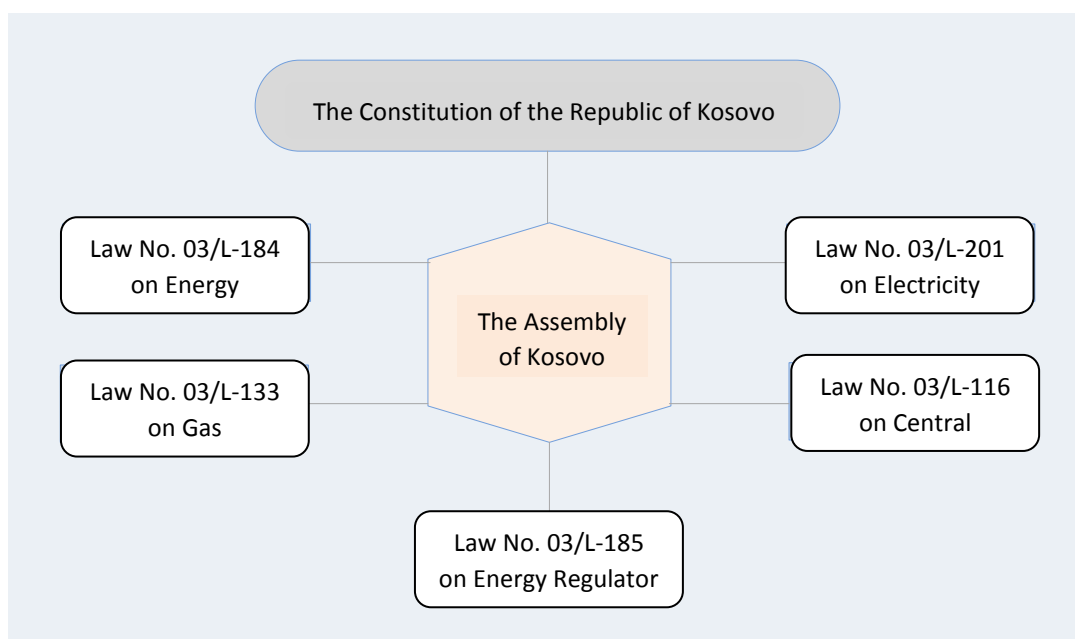 The Constitution of the Republic of Kosovo
Law No. 03/L-184
on Energy
Law No. 03/L-201
on Electricity
The Assembly
of Kosovo
Law No. 03/L-133
on Gas
Law No. 03/L-116
on Central
Law No. 03/L-185
on Energy Regulator